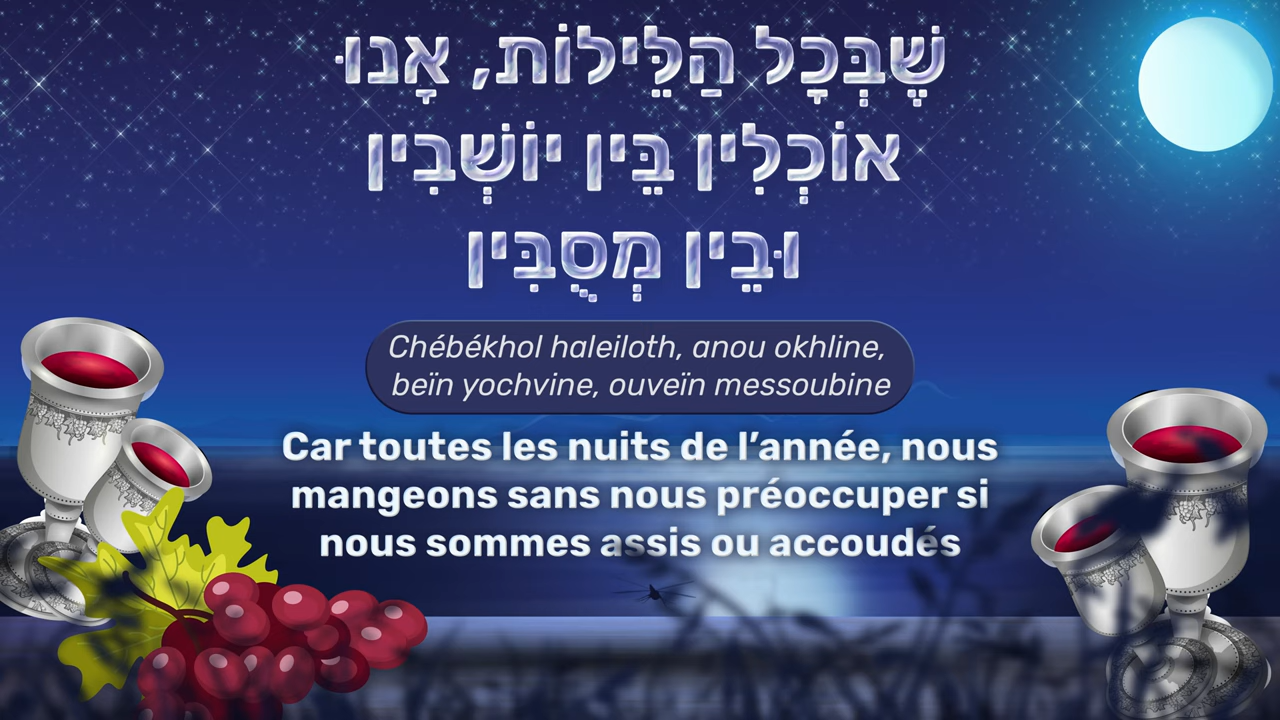 שֶׁבְּכָל הַלֵּילוֹת, אָנוּ
אוֹכְלִין בֵּין יוֹשְׁבִין
וּבֵין מְסֻבִּין
Chébékhol haleiloth, anou okhline,
beïn yochvine, ouveïn messoubine
Car toutes les nuits de l’année, nous
mangeons sans nous préoccuper si
nous sommes assis ou accoudés